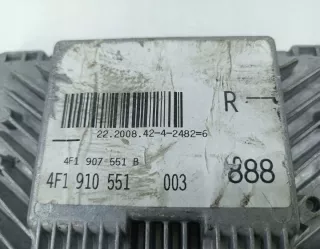 R
22.2008.42-4-2482=6
4F1 907 551 B
4F1 910 551 003 888